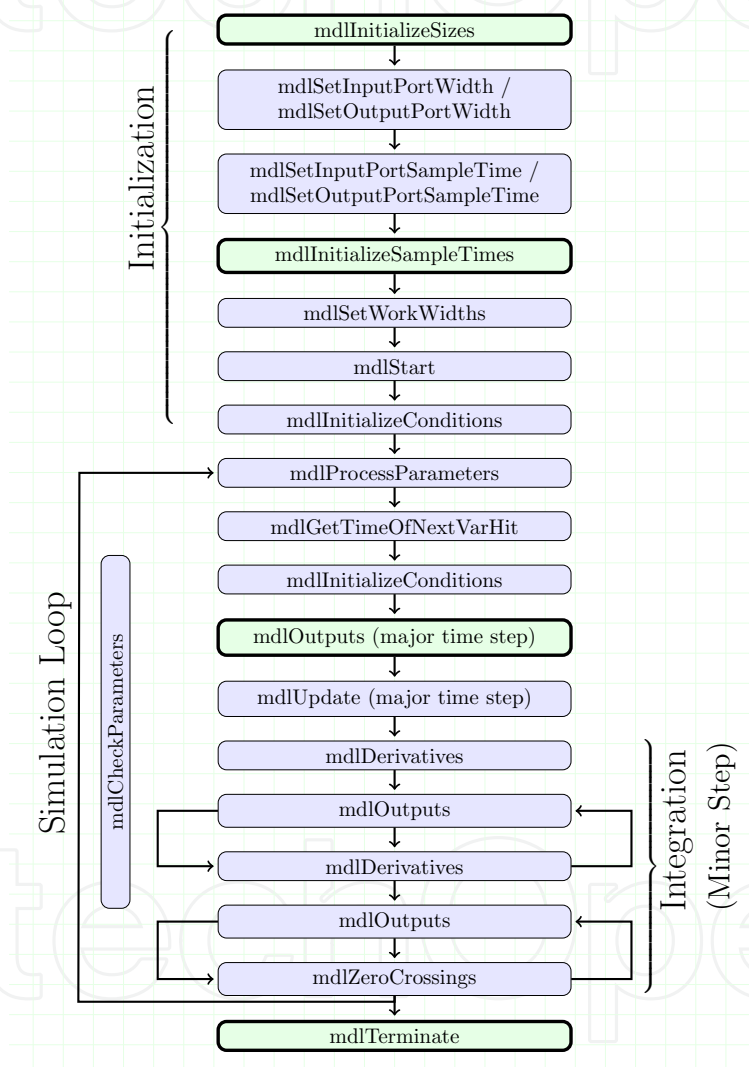 mdlInitializeSizes
mdlSetInputPortWidth /
mdlSetOutputPortWidth
mdlSetInputPortSampleTime /
mdlSetOutputPortSampleTime
mdlInitializeSampleTimes
mdlSetWorkWidths
mdlStart
mdlInitializeConditions
Initialization
mdlProcessParameters
mdlGetTimeOfNextVarHit
mdlInitializeConditions
mdlOutputs (major time step)
mdlUpdate (major time step)
mdlDerivatives
mdlOutputs
mdlDerivatives
mdlOutputs
mdlZeroCrossings
mdlTerminate
Simulation Loop
mdlCheckParameters
Integration
(Minor Step)